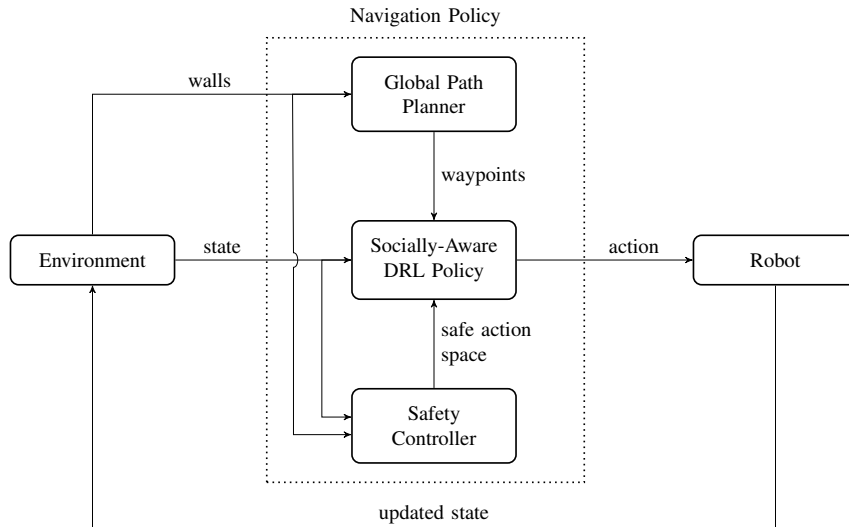 Navigation Policy
walls
Global Path
Planner
waypoints
Environment
state
Socially-Aware
DRL Policy
action
Robot
safe action
space
Safety
Controller
updated state